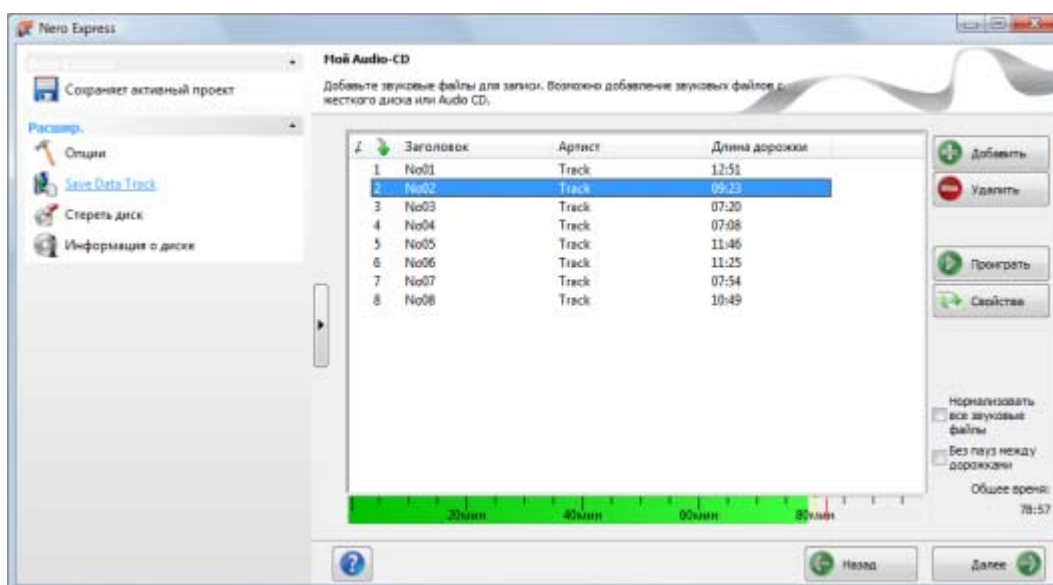 Nero Express
Сохраняет активный проект
Расшир.
Опции
Save Data Track
Стереть диск
Информация о диске
Мой Audio-CD
Добавьте звуковые файлы для записи. Возможно добавление звуковых файлов с
жесткого диска или Audio CD.
Заголовок Артист Длина дорожки
1 No01 Track 12:51
2 No02 Track 09:23
3 No03 Track 07:20
4 No04 Track 07:08
5 No05 Track 11:46
6 No06 Track 11:25
7 No07 Track 07:54
8 No08 Track 10:49
Добавить
Удалить
Проиграть
Свойства
Нормализовать
все звуковые
файлы
Без пауз между
дорожками
Общее время:
78:57
20мин 40мин 60мин 80мин
Назад
Далее